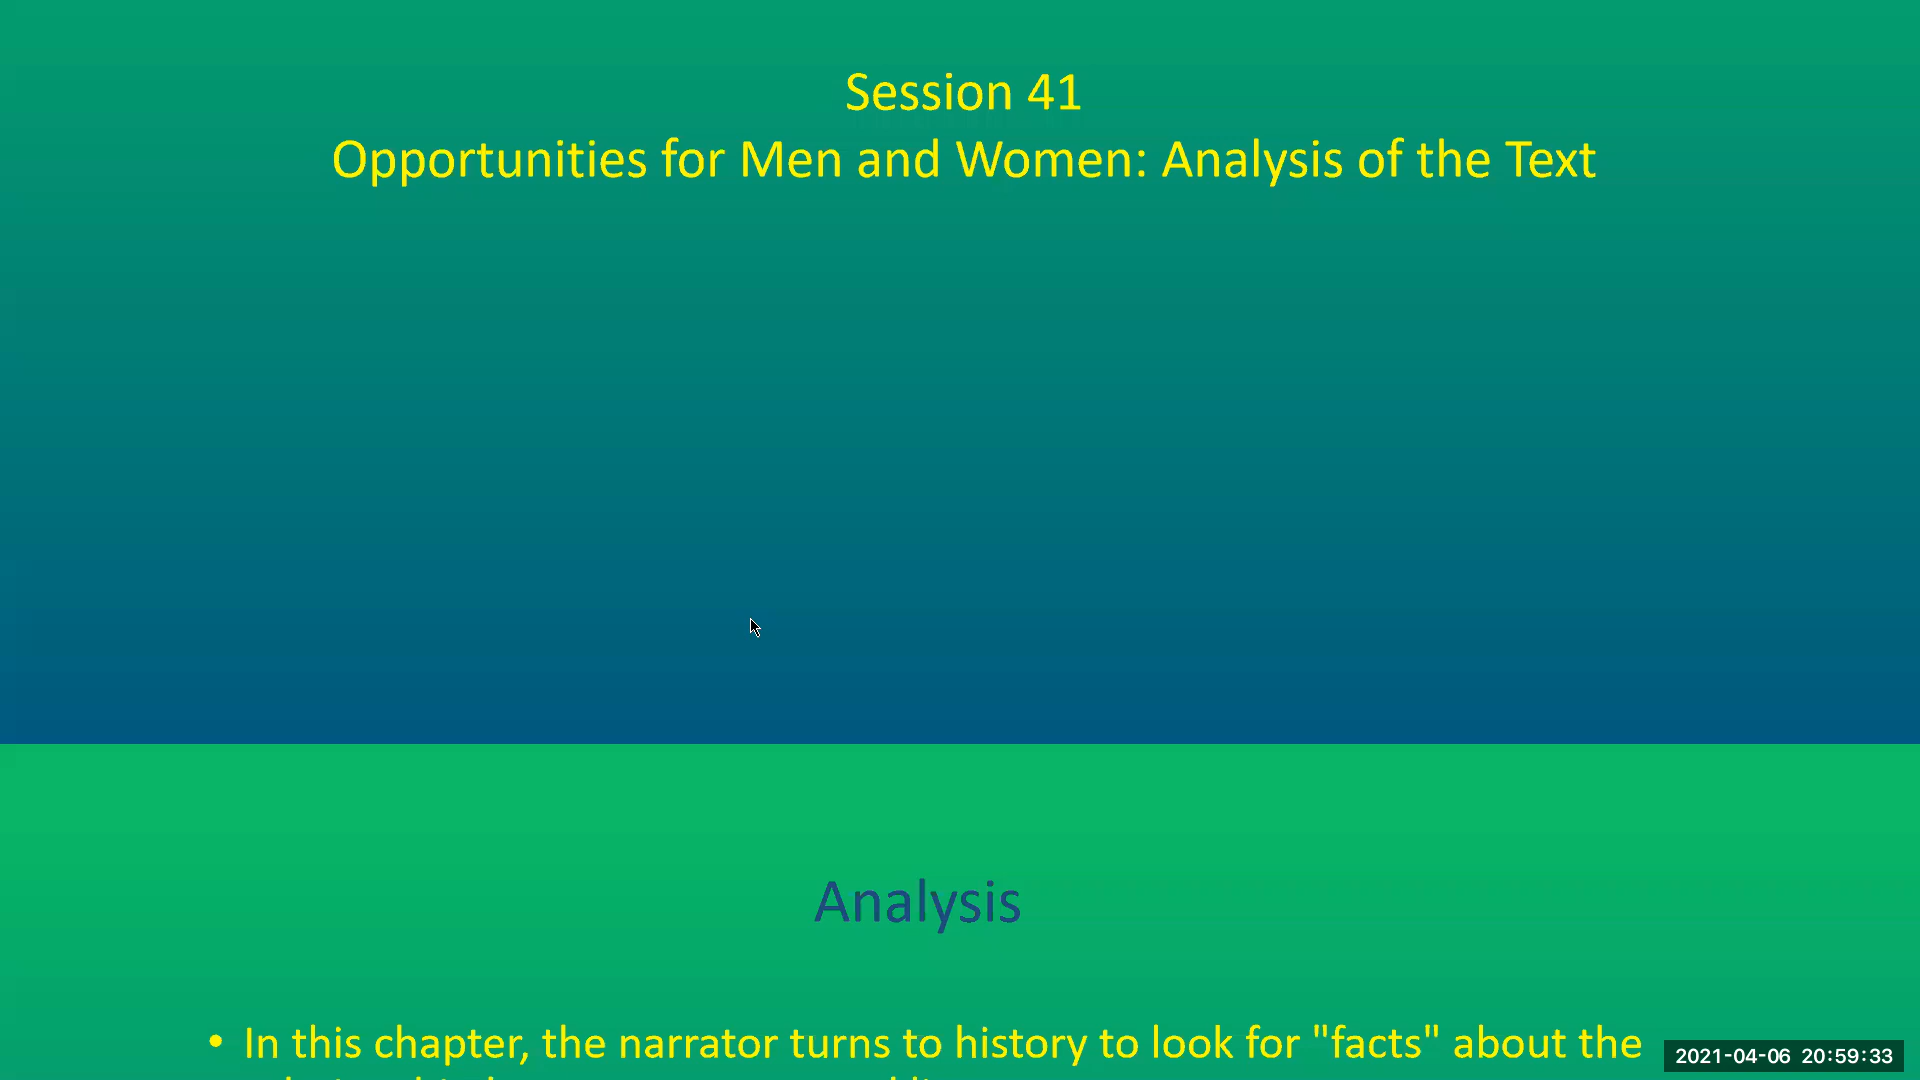 Session 41
Opportunities for Men and Women: Analysis of the Text
Analysis
• In this chapter, the narrator turns to history to look for "facts" about the
2021-04-06 20:59:33